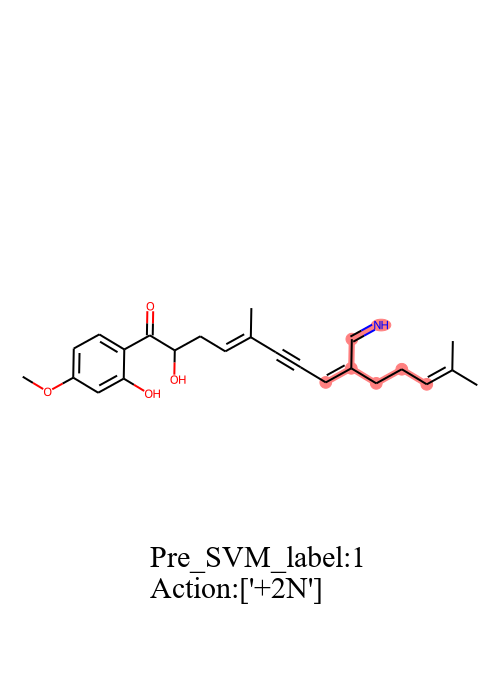 NH
O
OH
O
OH
Pre_SVM_label:1
Action:['+2N']